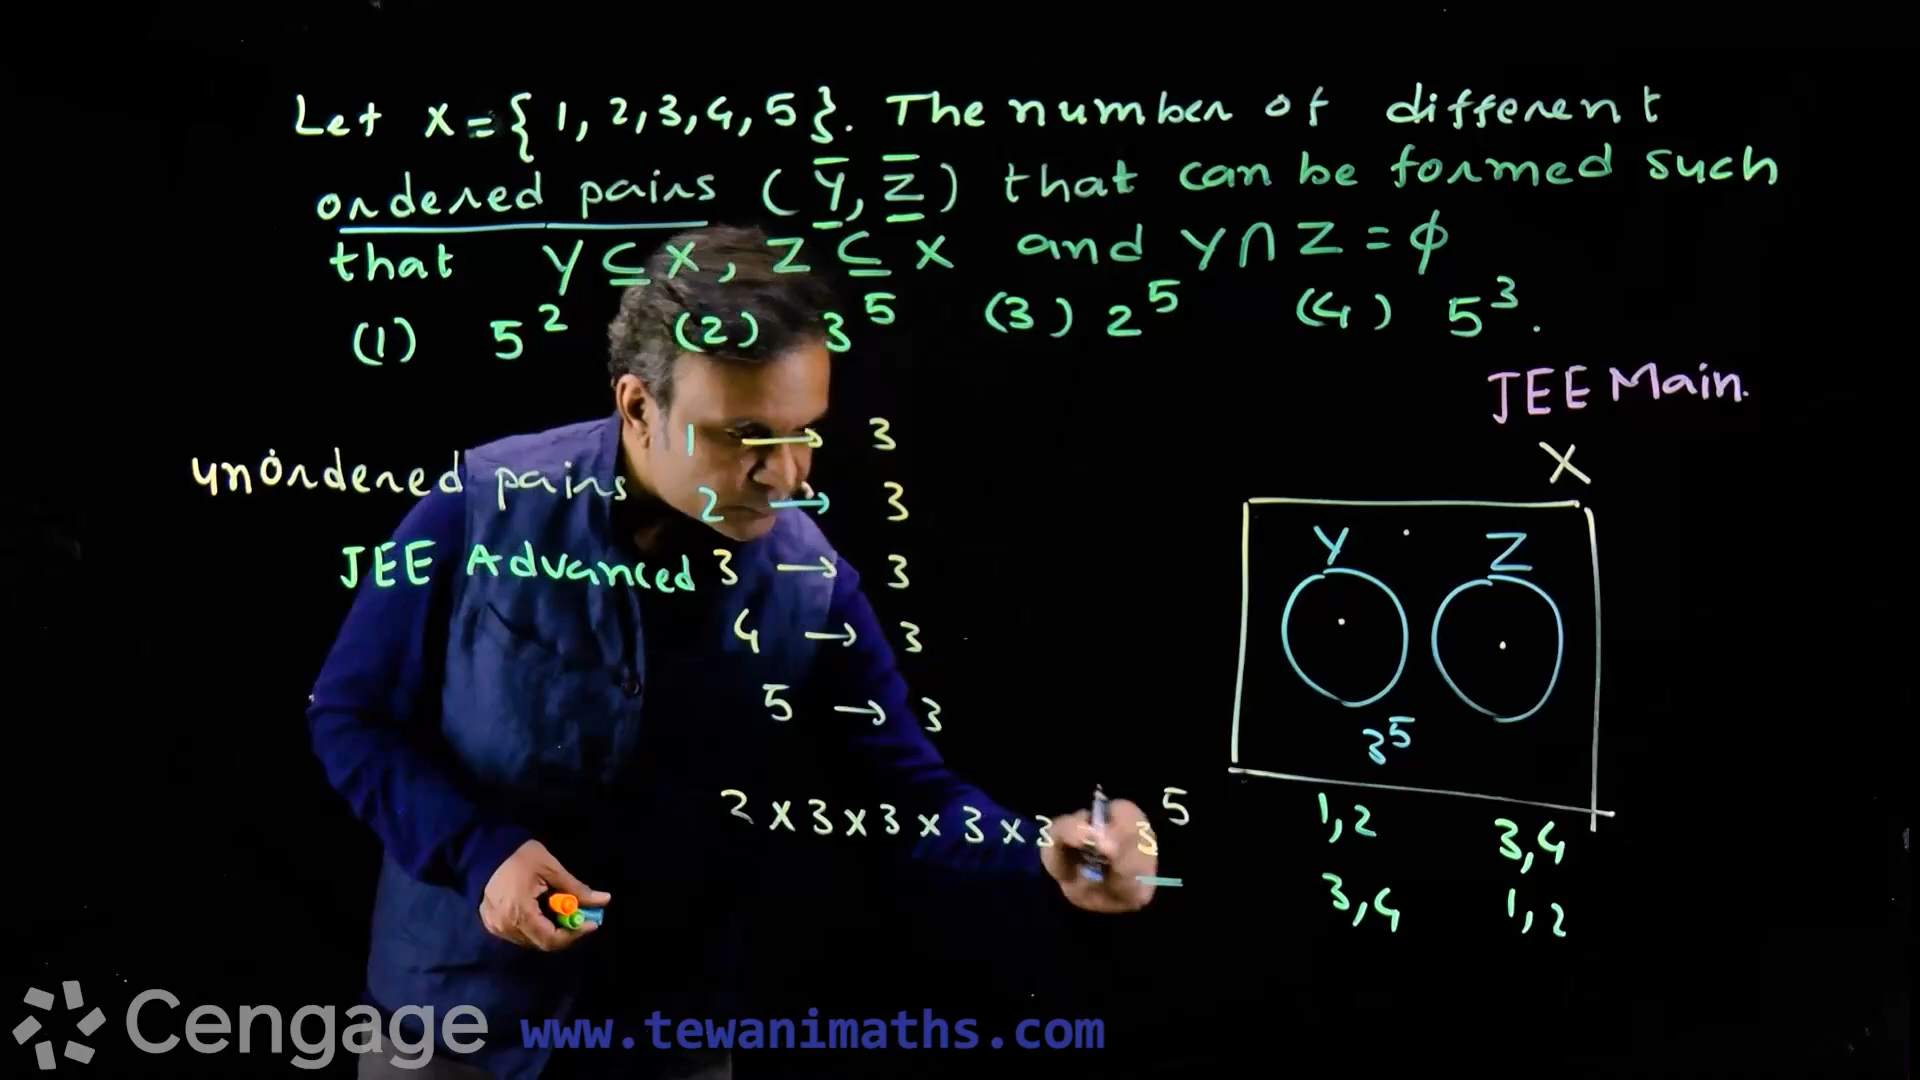 Let X = { 1, 2, 3, 4, 5 }. The number of different
ordered pairs ( Y, Z ) that can be formed such
that Y ⊆ X, Z ⊆ X and Y ∩ Z = φ
(1) 5² (2) 3⁵ (3) 2⁵ (4) 5³.
JEE Main.
unordered pairs
JEE Advanced
1 → 3
2 → 3
3 → 3
4 → 3
5 → 3
3 × 3 × 3 × 3 × 3 3⁵
X
Y Z
3⁵
1, 2 3, 4
3, 4 1, 2
Cengage
www.tewanimaths.com